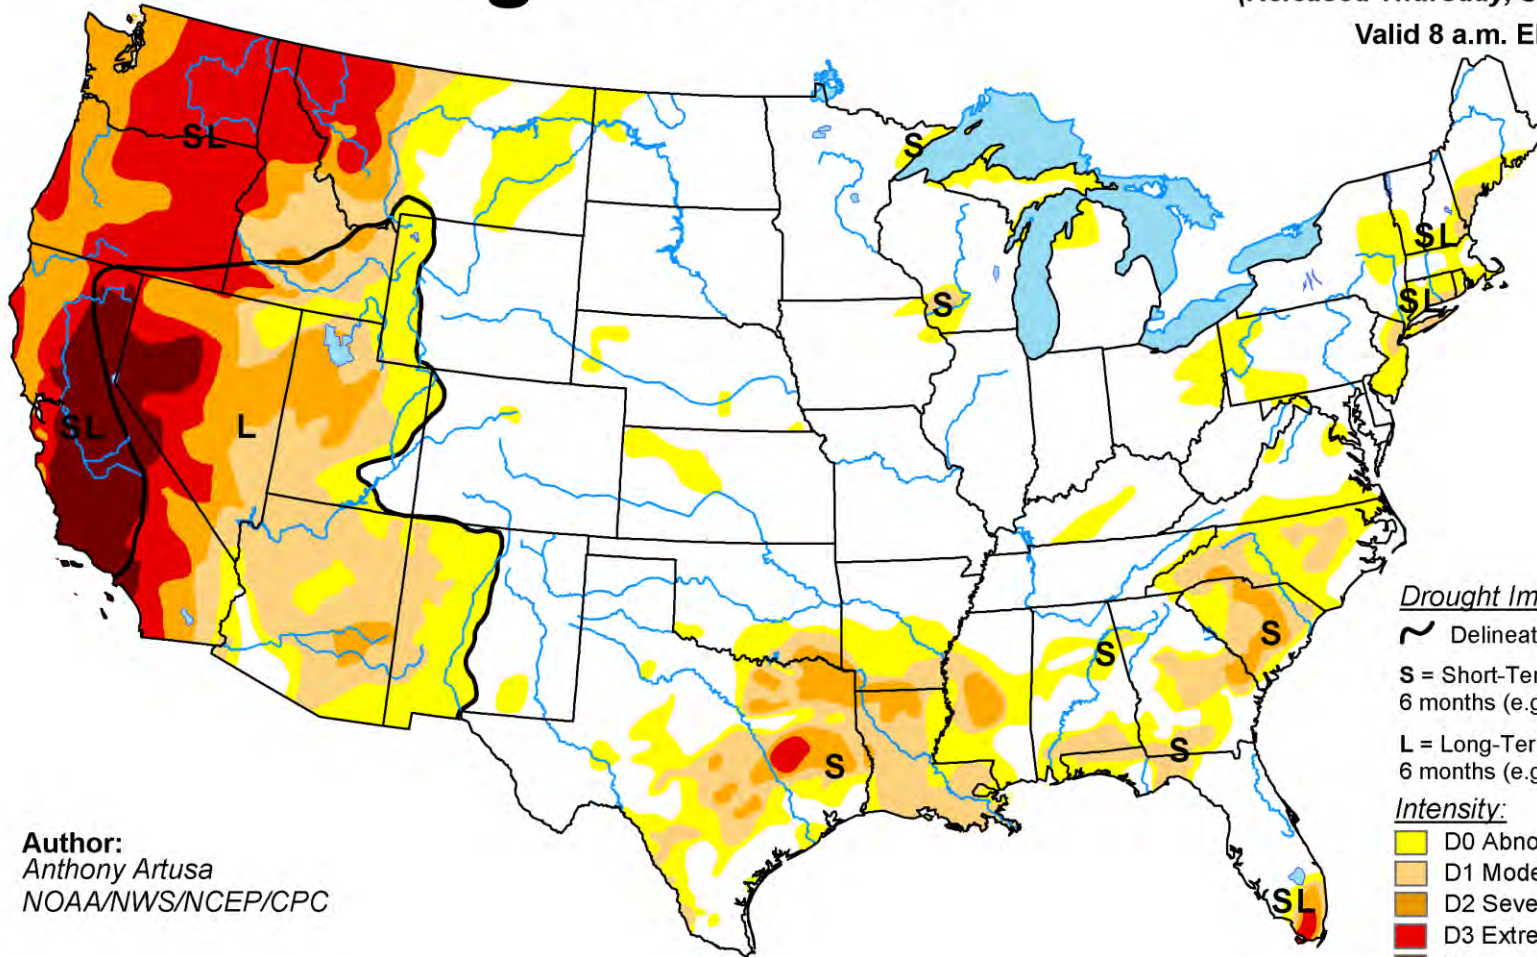 Valid 8 a.m.
S
SL
S
SL
S
SL
SL
L
S
S
S
S
SL
Drought
Delineat
S = Short-Ter
6 months (e.g
L = Long-Ter
6 months (e.g
Intensity:
D0 Abno
D1 Mode
D2 Seve
D3 Extre
Author:
Anthony Artusa
NOAA/NWS/NCEP/CPC